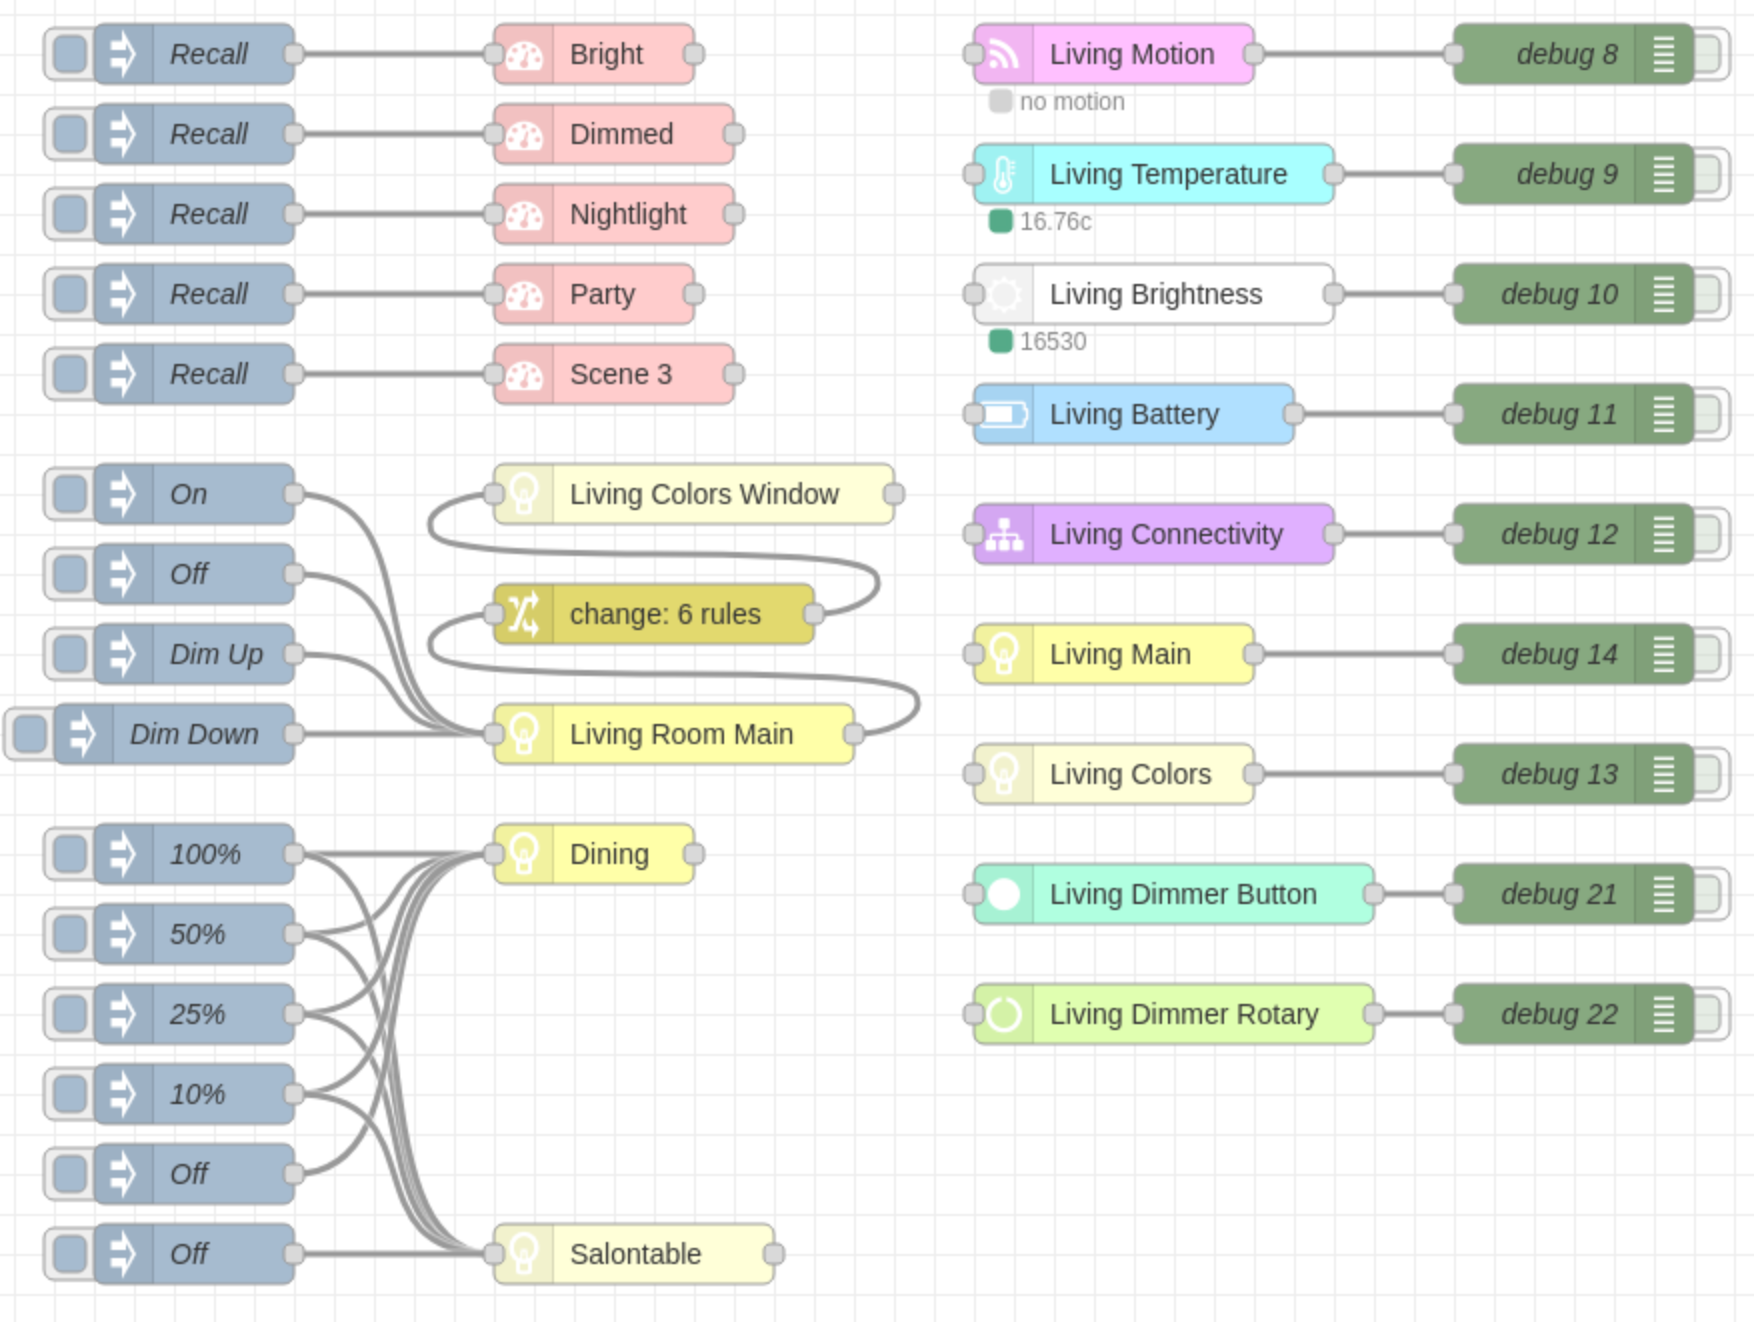 Recall
Bright
Recall
Dimmed
Recall
Nightlight
Recall
Party
Recall
Scene 3
On
Living Colors Window
Off
change: 6 rules
Dim Up
Dim Down
Living Room Main
100%
Dining
50%
25%
10%
Off
Off
Salontable
Living Motion
debug 8
no motion
Living Temperature
debug 9
16.76c
Living Brightness
debug 10
16530
Living Battery
debug 11
Living Connectivity
debug 12
Living Main
debug 14
Living Colors
debug 13
Living Dimmer Button
debug 21
Living Dimmer Rotary
debug 22